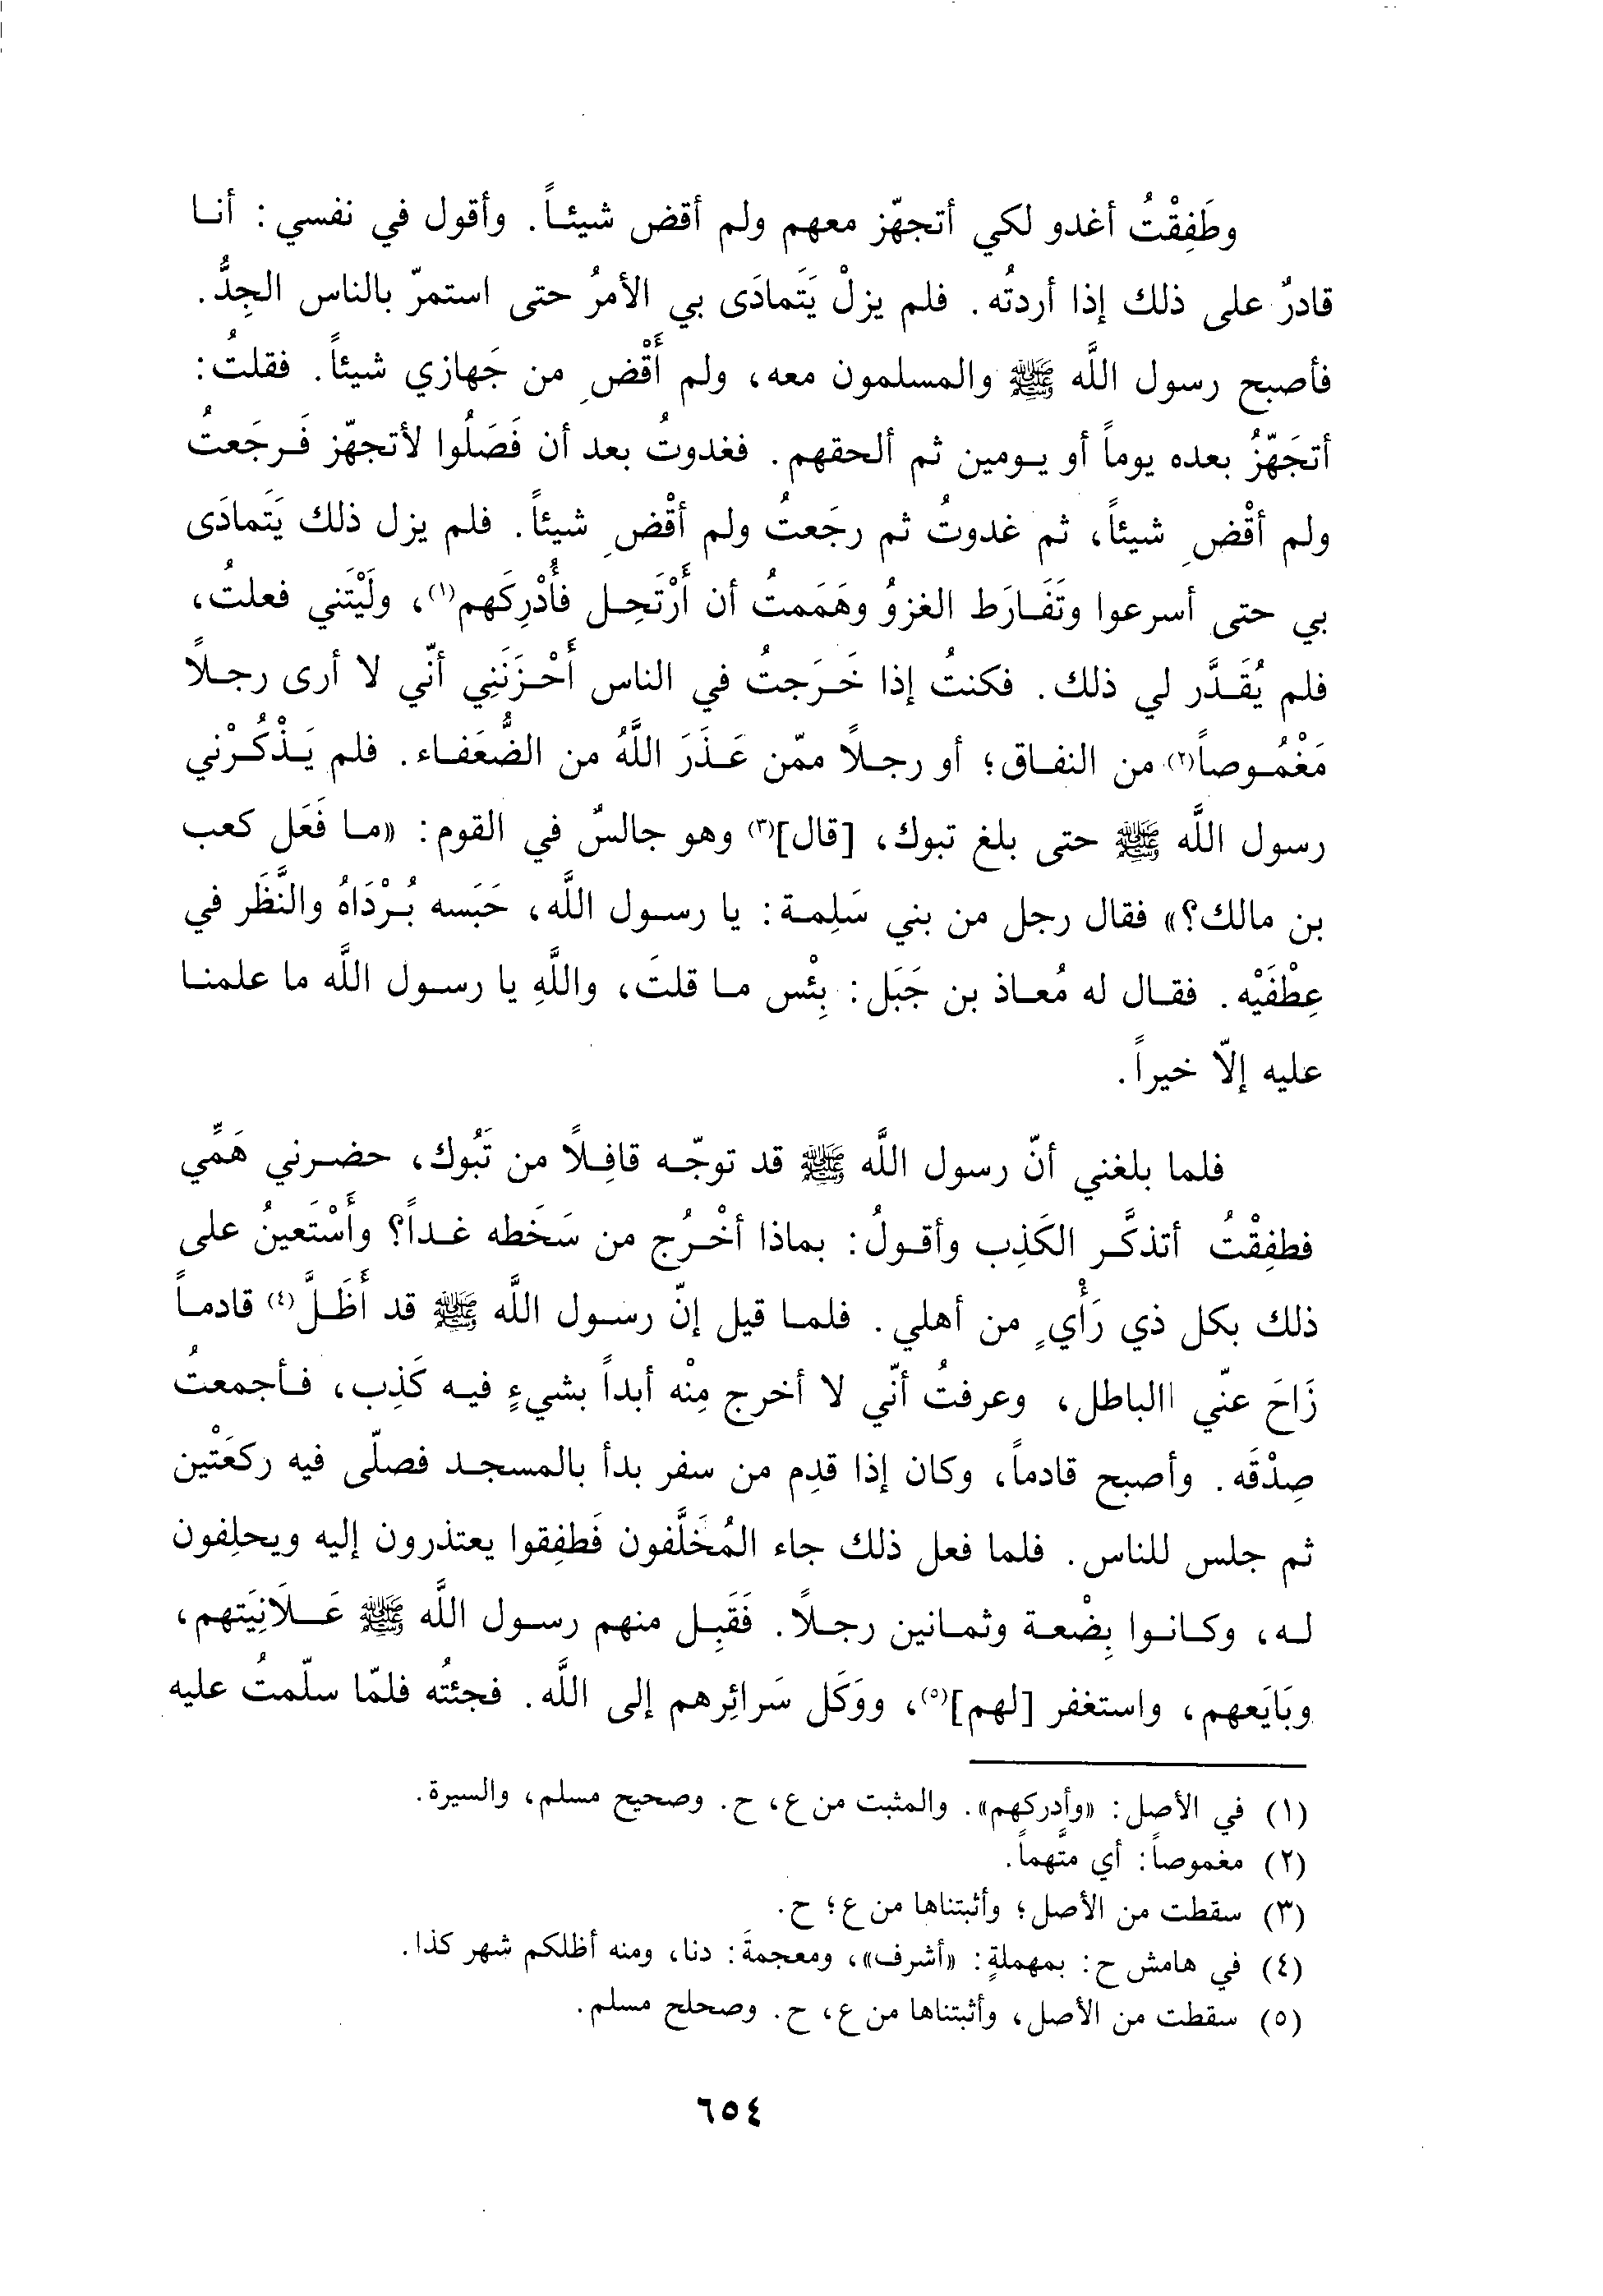 وطَفِقْتُ أغدو لكي أتجهّز معهم ولم أقض شيئاً. وأقول في نفسي: أنا
قادرٌ على ذلك إذا أردتُه. فلم يزلْ يَتَمادَى بي الأمرُ حتى استمرّ بالناس الجِدُّ.
فأصبح رسول اللَّه ﷺ والمسلمون معه، ولم أَقْضِ من جَهازي شيئاً. فقلتُ:
أتجَهّزُ بعده يوماً أو يومين ثم ألحقهم. فغدوتُ بعد أن فَصَلُوا لأتجهّز فَرجَعتُ
ولم أقْضِ شيئاً، ثم غدوتُ ثم رجَعتُ ولم أقْضِ شيئاً. فلم يزل ذلك يَتَمادَى
بي حتى أسرعوا وتَفَارَط الغزوُ وهَمَمتُ أن أَرْتَحِل فأُدْرِكَهم(١)، ولَيْتَني فعلتُ،
فلم يُقَدَّر لي ذلك. فكنتُ إذا خَرَجتُ في الناس أَحْزَنَنِي أنّي لا أرى رجلاً
مَغْمُوصاً(٢) من النفاق؛ أو رجلاً ممّن عَذَرَ اللَّهُ من الضُّعَفاء. فلم يَذْكُرْني
رسول اللَّه ﷺ حتى بلغ تبوك، [قال](٣) وهو جالسٌ في القوم: «ما فَعَل كعب
بن مالك؟» فقال رجل من بني سَلِمة: يا رسول اللَّه، حَبَسه بُرْدَاهُ والنَّظَر في
عِطْفَيْه. فقال له مُعاذ بن جَبَل: بِئْس ما قلتَ، واللَّهِ يا رسول اللَّه ما علمنا
عليه إلّا خيراً.
فلما بلغني أنّ رسول اللَّه ﷺ قد توجّه قافِلاً من تَبُوك، حضرني هَمِّي
فطفِقْتُ أتذكَّر الكَذِب وأقولُ: بماذا أخْرُج من سَخَطه غداً؟ وأَسْتَعينُ على
ذلك بكل ذي رَأْيٍ من أهلي. فلما قيل إنّ رسول اللَّه ﷺ قد أَظَلَّ(٤) قادماً
زَاحَ عنّي االباطل، وعرفتُ أنّي لا أخرج مِنْه أبداً بشيءٍ فيه كَذِب، فأجمعتُ
صِدْقَه. وأصبح قادماً، وكان إذا قدِم من سفر بدأ بالمسجد فصلّى فيه ركعَتْين
ثم جلس للناس. فلما فعل ذلك جاء المُخَلَّفون فَطفِقوا يعتذرون إليه ويحلِفون
له، وكانوا بِضْعة وثمانين رجلاً. فَقَبِل منهم رسول اللَّه ﷺ عَلَانِيَتهم،
وبَايَعهم، واستغفر [لهم](٥)، ووَكَل سَرائِرهم إلى اللَّه. فجئتُه فلمّا سلّمتُ عليه
(١) في الأصل: «وأدركهم». والمثبت من ع، ح. وصحيح مسلم، والسيرة.
(٢) مغموصاً: أي متَّهماً.
(٣) سقطت من الأصل؛ وأثبتناها من ع؛ ح.
(٤) في هامش ح: بمهملةٍ: «أشرف»، ومعجمةَ: دنا، ومنه أظلكم شهر كذا.
(٥) سقطت من الأصل، وأثبتناها من ع، ح. وصحلح مسلم.
٦٥٤